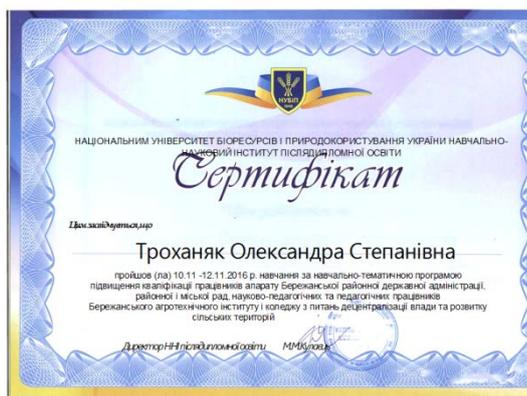 НУБІП
НАЦІОНАЛЬНИМ УНІВЕРСИТЕТ БІОРЕСУРСІВ І ПРИРОДОКОРИСТУВАННЯ УКРАЇНИ НАВЧАЛЬНО-
НАУКОВИЙ ІНСТИТУТ ПІСЛЯДИПЛОМНОЇ ОСВІТИ
Сертифікат
Цим засвідчується, що
Троханяк Олександра Степанівна
пройшов (ла) 10.11 -12.11.2016 р. навчання за навчально-тематичною програмою
підвищення кваліфікації працівників апарату Бережанської районної державної адміністрації,
районної і міської рад, науково-педагогічних та педагогічних працівників
Бережанського агротехнічного інституту і коледжу з питань децентралізації влади та розвитку
сільських територій
Директор ННІ післядипломної освіти М.М.Кулаєць